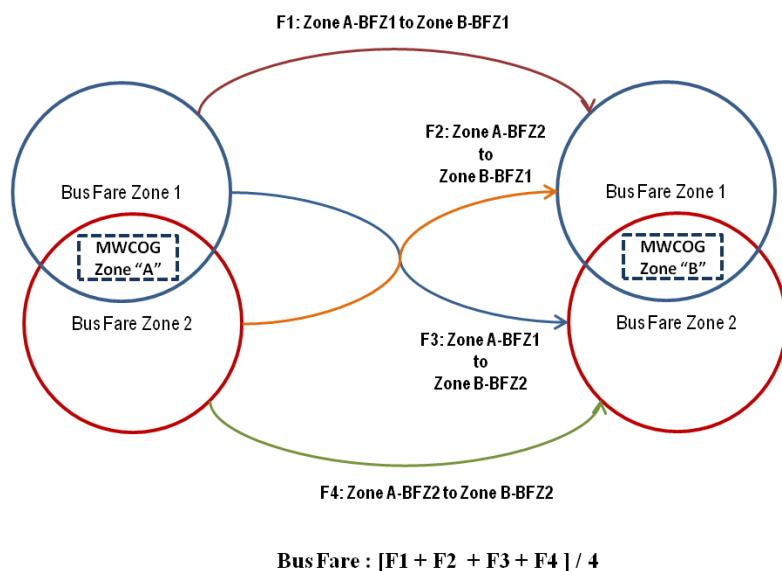 F1: Zone A-BFZ1 to Zone B-BFZ1
F2: Zone A-BFZ2
to
Zone B-BFZ1
Bus Fare Zone 1
MWCOG
Zone "A"
Bus Fare Zone 2
Bus Fare Zone 1
MWCOG
Zone "B"
Bus Fare Zone 2
F3: Zone A-BFZ1
to
Zone B-BFZ2
F4: Zone A-BFZ2 to Zone B-BFZ2
Bus Fare : [F1 + F2 + F3 + F4 ] / 4